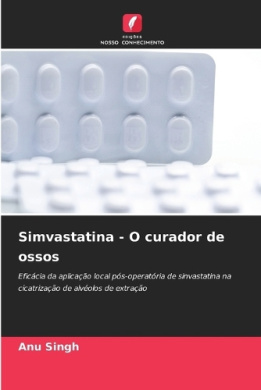 edições
NOSSO CONHECIMENTO
Simvastatina - O curador de
ossos
Eficácia da aplicação local pós-operatória de sinvastatina na
cicatrização de alvéolos de extração
Anu Singh